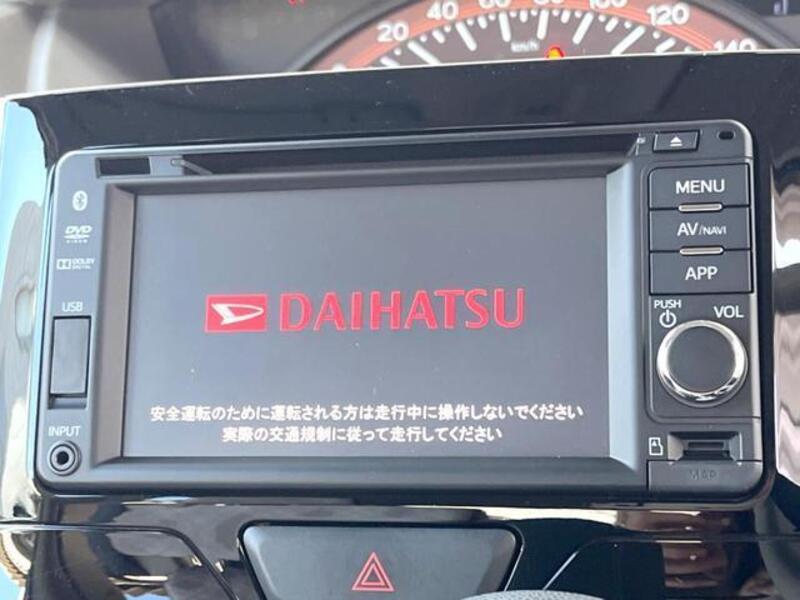 20 40 60 80 100 120 140
km/h
MENU
DVD
AV/NAVI
DOLBY
DIGITAL
APP
USB
PUSH
VOL
DAIHATSU
安全運転のために運転される方は走行中に操作しないでください
実際の交通規制に従って走行してください
INPUT
MAP